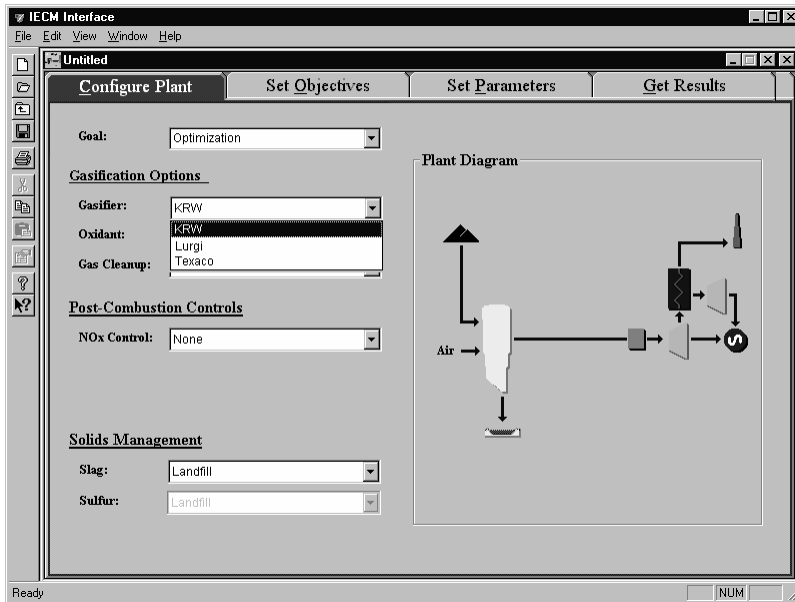 IECM Interface
File Edit View Window Help
Untitled
Configure Plant Set Objectives Set Parameters Get Results
Goal: Optimization
Plant Diagram
Gasification Options
Gasifier: KRW
Oxidant: KRW
Lurgi
Gas Cleanup: Texaco
Post-Combustion Controls
NOx Control: None
Air
Solids Management
Slag: Landfill
Sulfur: Landfill
Ready NUM